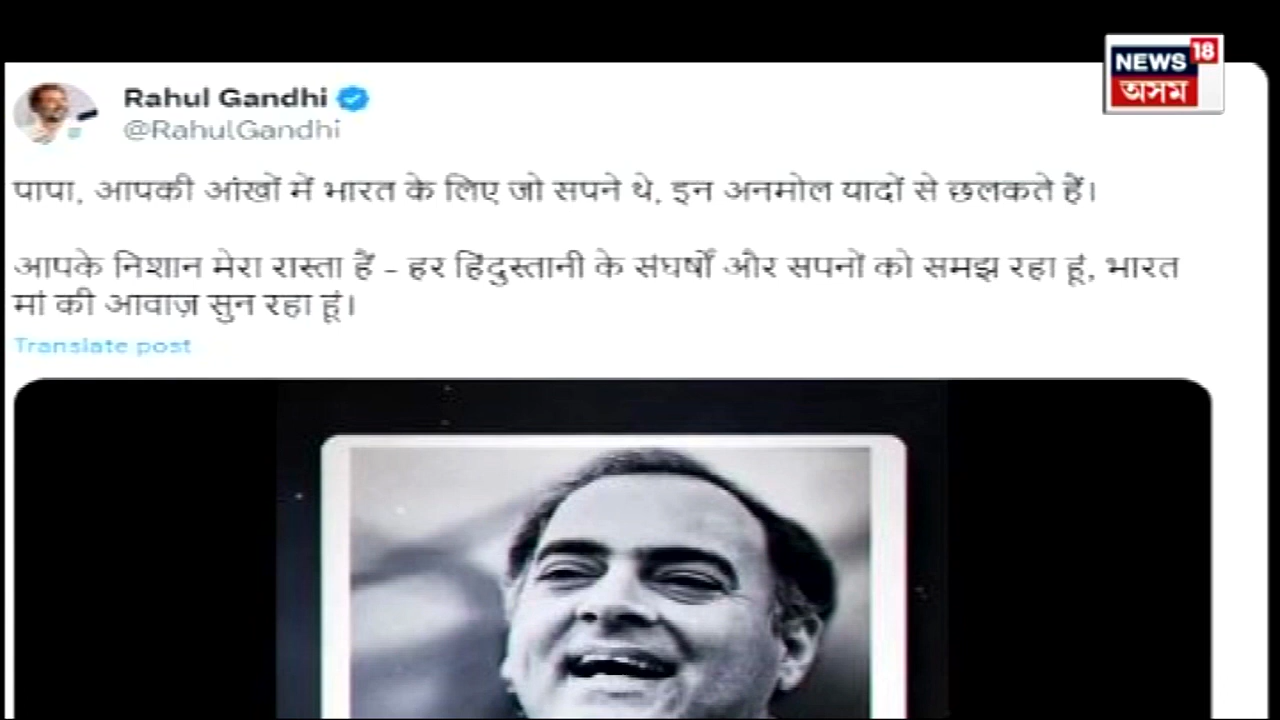 NEWS 18
অসম
Rahul Gandhi
@RahulGandhi
पापा, आपकी आंखों में भारत के लिए जो सपने थे, इन अनमोल यादों से छलकते हैं।
आपके निशान मेरा रास्ता हैं - हर हिंदुस्तानी के संघर्षों और सपनों को समझ रहा हूं, भारत
मां की आवाज़ सुन रहा हूं।
Translate post